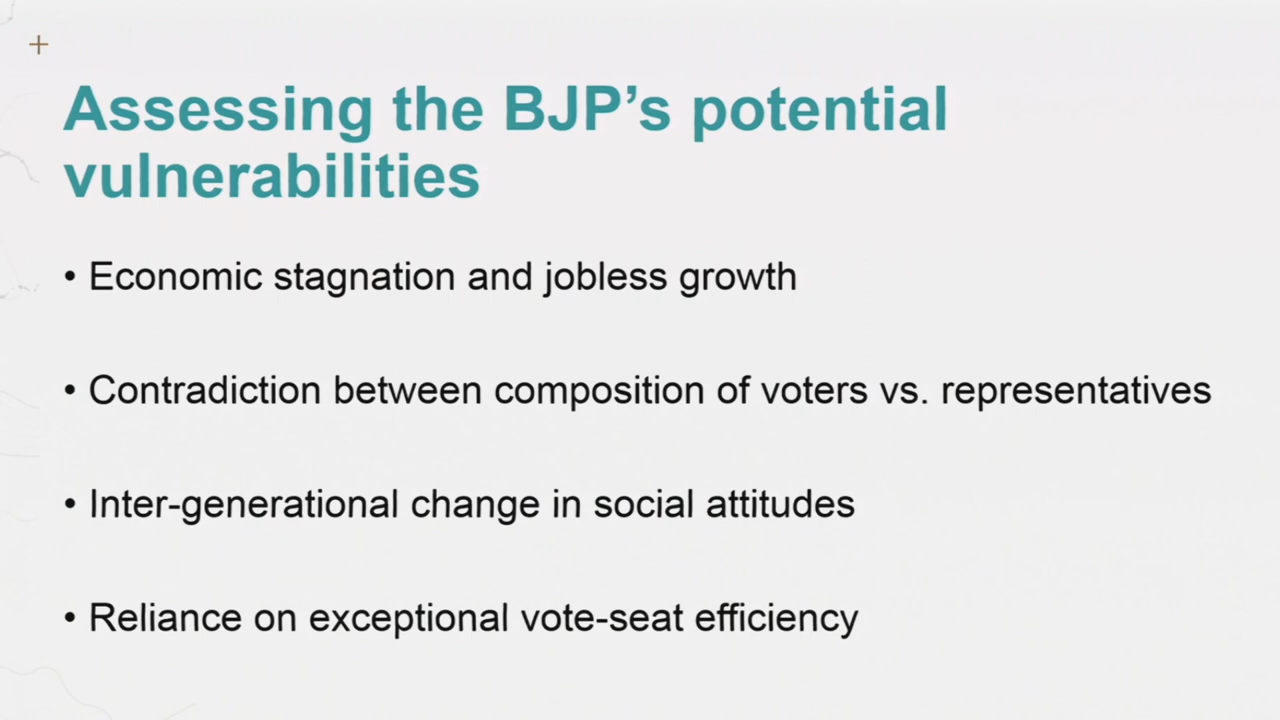 Assessing the BJP’s potential
vulnerabilities
• Economic stagnation and jobless growth
• Contradiction between composition of voters vs. representatives
• Inter-generational change in social attitudes
• Reliance on exceptional vote-seat efficiency